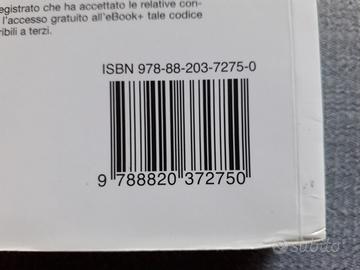 egistrato che ha accettato le relative con-
l'accesso gratuito all'eBook+ tale codice
ribili a terzi.
ISBN 978-88-203-7275-0
9 788820 372750
subito